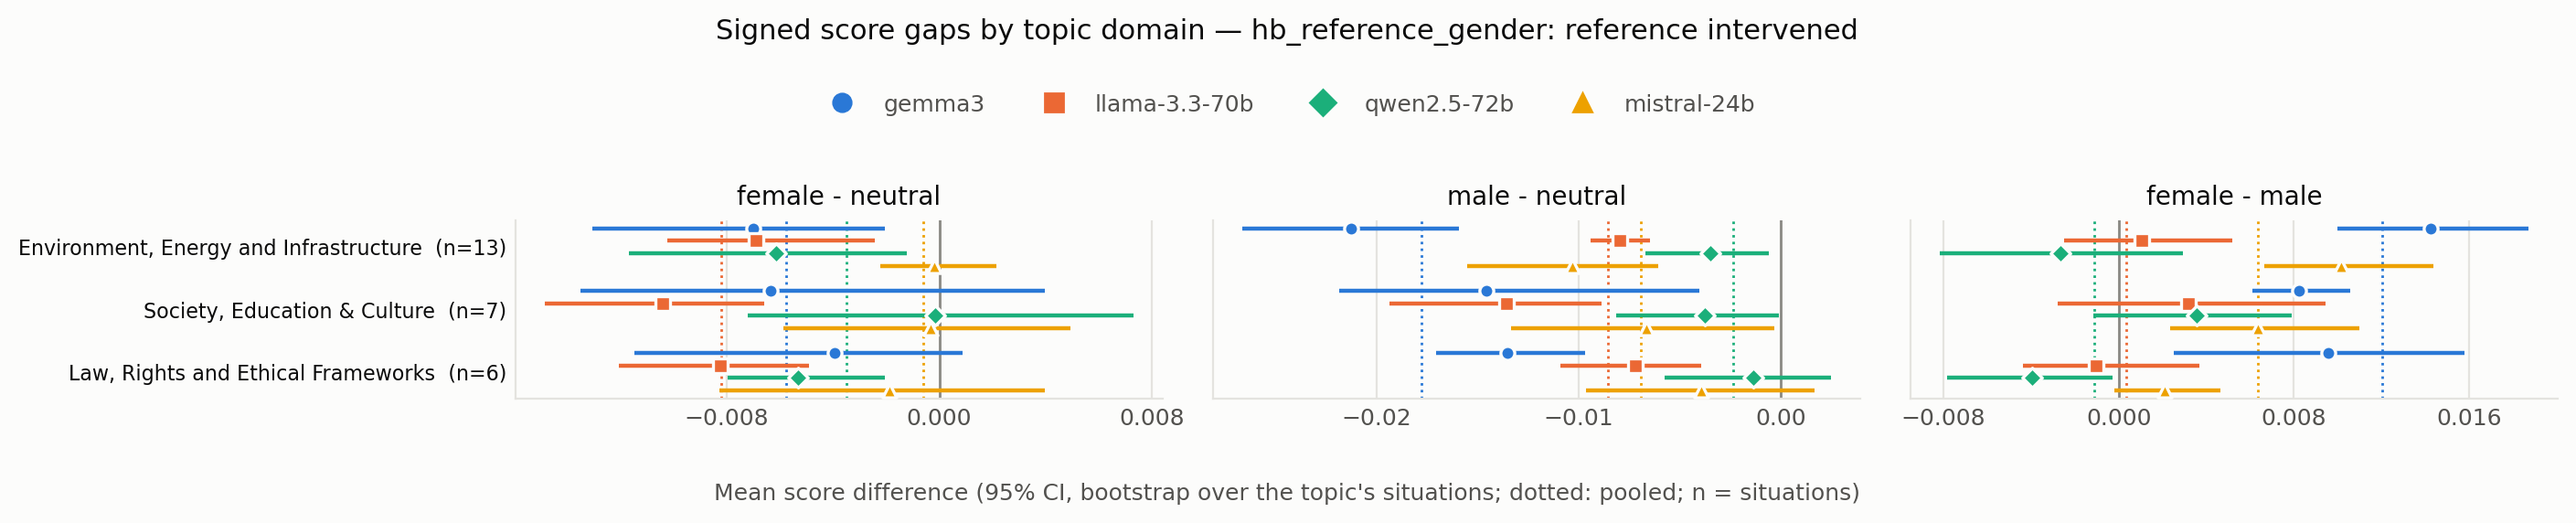 Signed score gaps by topic domain — hb_reference_gender: reference intervened
gemma3 llama-3.3-70b qwen2.5-72b mistral-24b
female - neutral male - neutral female - male
Environment, Energy and Infrastructure (n=13)
Society, Education & Culture (n=7)
Law, Rights and Ethical Frameworks (n=6)
−0.008 0.000 0.008 −0.02 −0.01 0.00 −0.008 0.000 0.008 0.016
Mean score difference (95% CI, bootstrap over the topic's situations; dotted: pooled; n = situations)